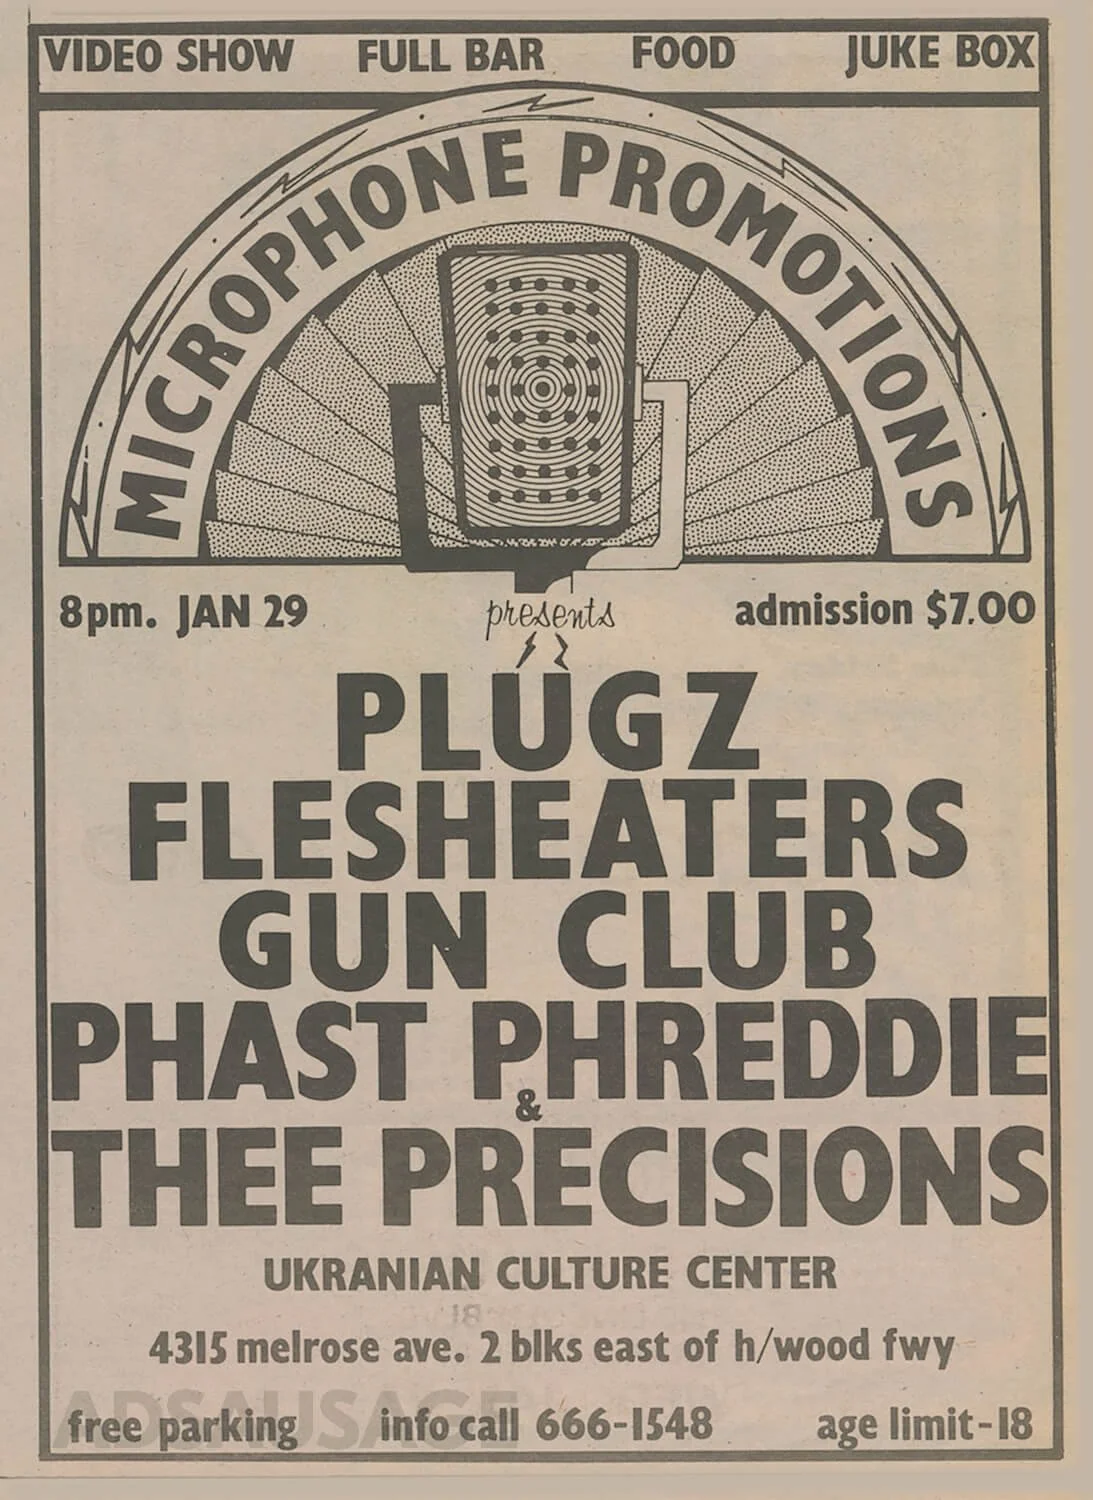 VIDEO SHOW FULL BAR FOOD JUKE BOX
MICROPHONE PROMOTIONS
8pm. JAN 29 presents admission $7.00
PLUGZ
FLESHEATERS
GUN CLUB
PHAST PHREDDIE
&
THEE PRECISIONS
UKRANIAN CULTURE CENTER
4315 melrose ave. 2 blks east of h/wood fwy
free parking info call 666-1548 age limit-18
ADSAUSAGE